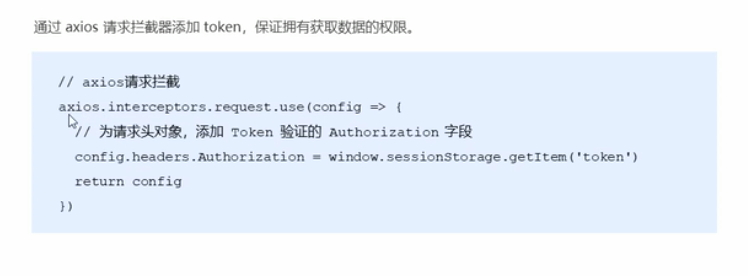 通过 axios 请求拦截器添加 token，保证拥有获取数据的权限。
// axios请求拦截
axios.interceptors.request.use(config => {
// 为请求头对象，添加 Token 验证的 Authorization 字段
config.headers.Authorization = window.sessionStorage.getItem('token')
return config
})